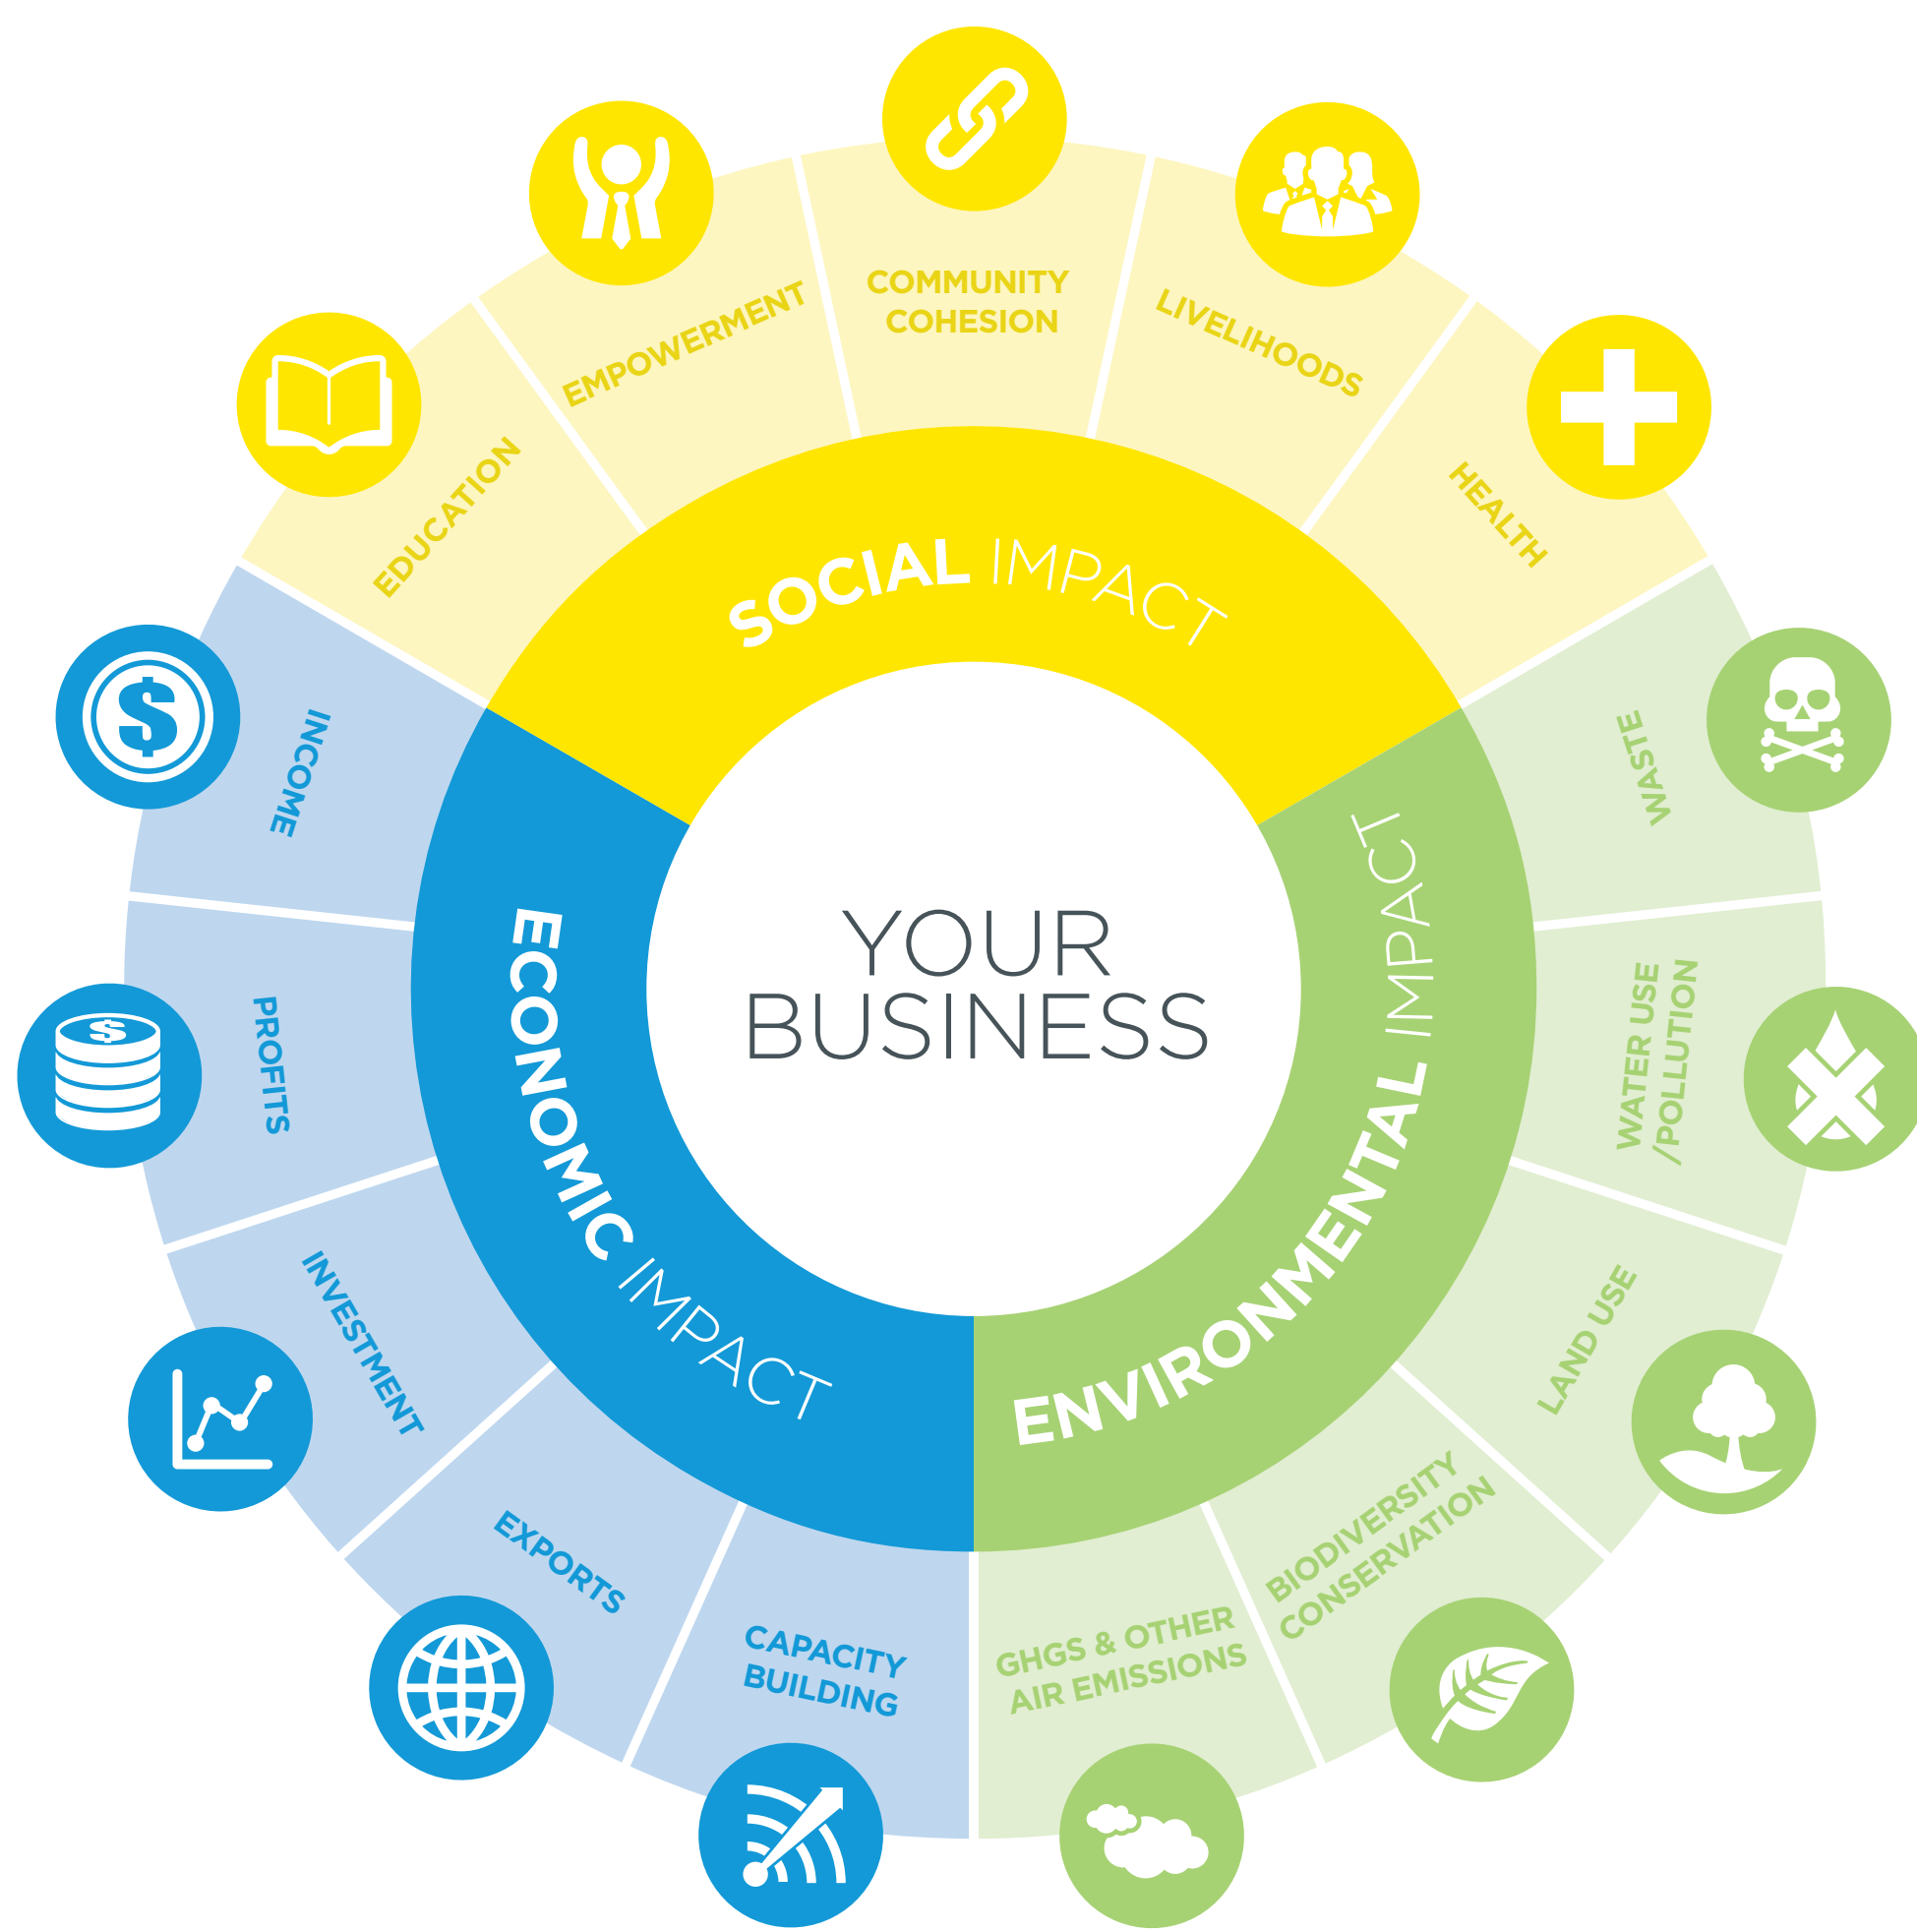 YOUR
BUSINESS
SOCIAL IMPACT
EDUCATION
EMPOWERMENT
COMMUNITY
COHESION
LIVELIHOODS
HEALTH
ENVIRONMENTAL IMPACT
WASTE
WATER USE
/POLLUTION
LAND USE
BIODIVERSITY
CONSERVATION
GHGS & OTHER
AIR EMISSIONS
ECONOMIC IMPACT
CAPACITY
BUILDING
EXPORTS
INVESTMENT
PROFITS
$
INCOME
$